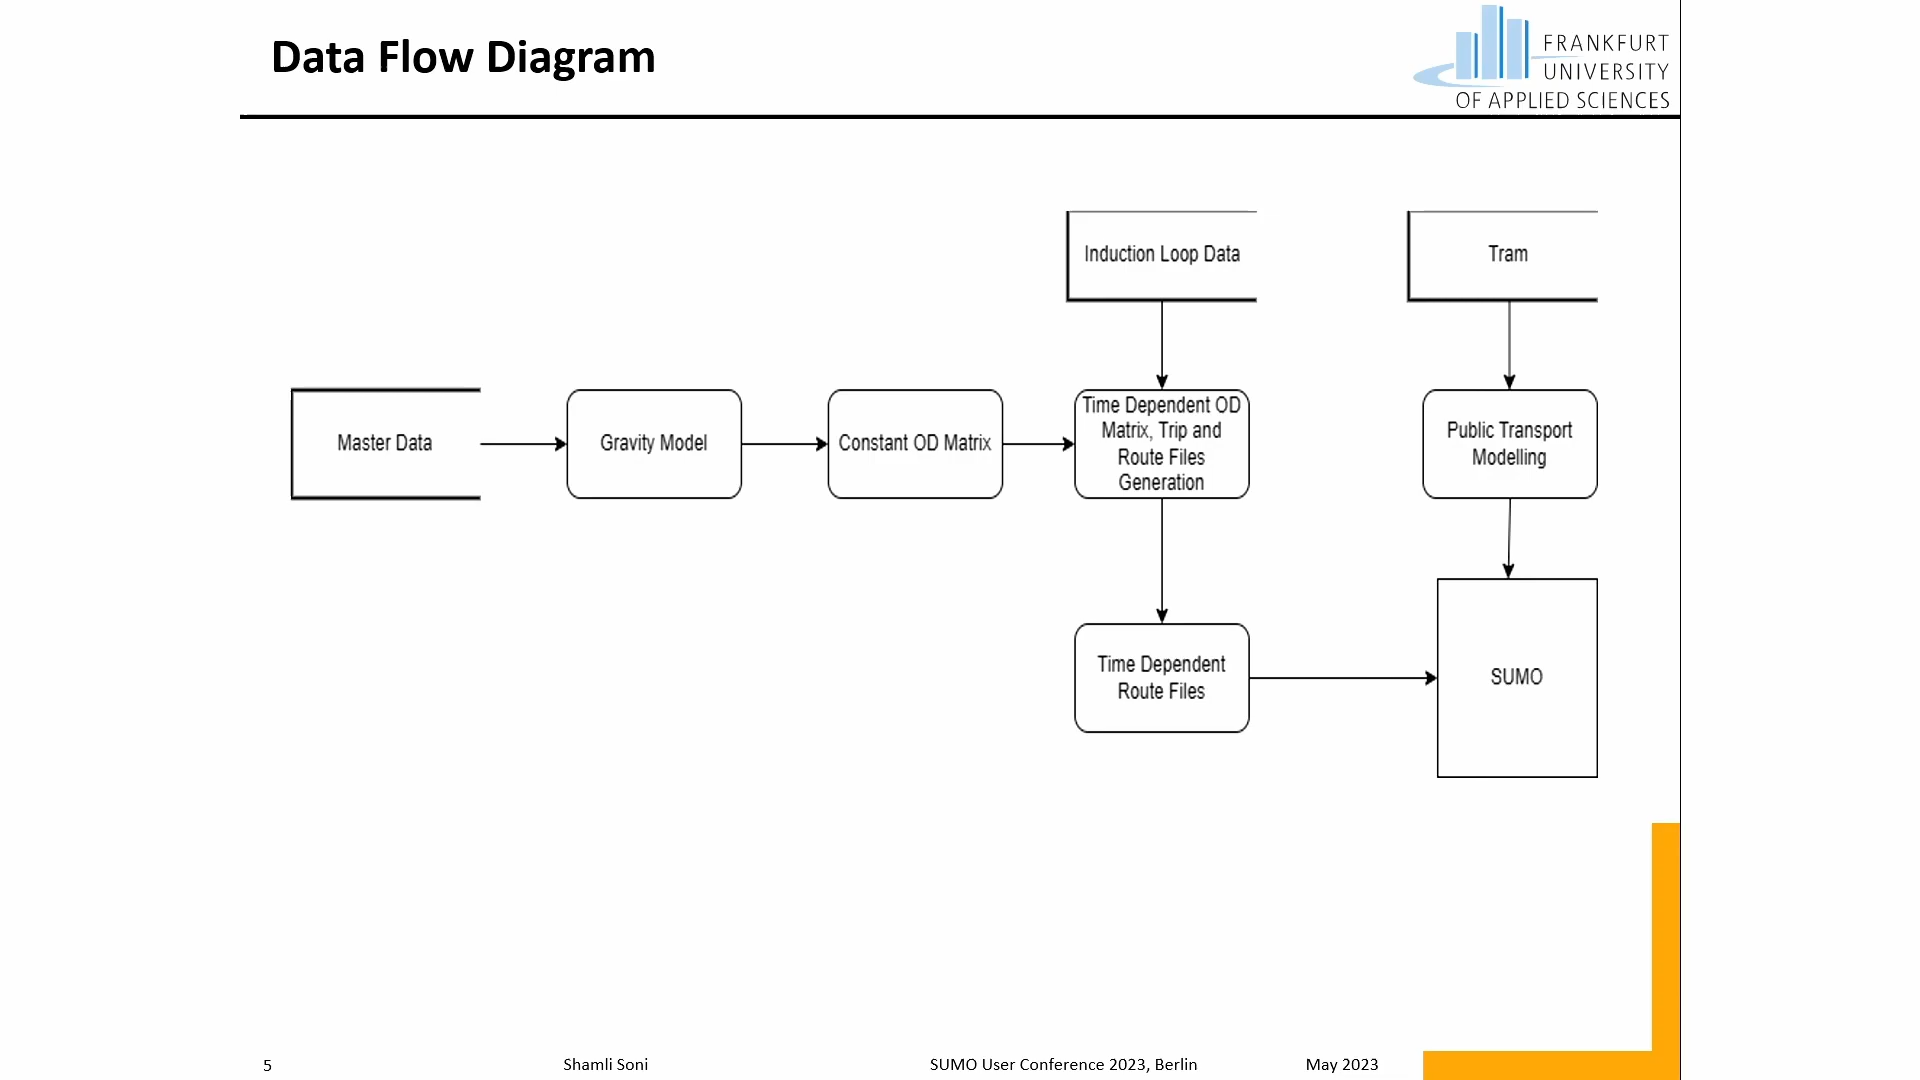 Data Flow Diagram
FRANKFURT
UNIVERSITY
OF APPLIED SCIENCES
Induction Loop Data
Tram
Master Data
Gravity Model
Constant OD Matrix
Time Dependent OD
Matrix, Trip and
Route Files
Generation
Public Transport
Modelling
Time Dependent
Route Files
SUMO
5
Shamli Soni
SUMO User Conference 2023, Berlin
May 2023